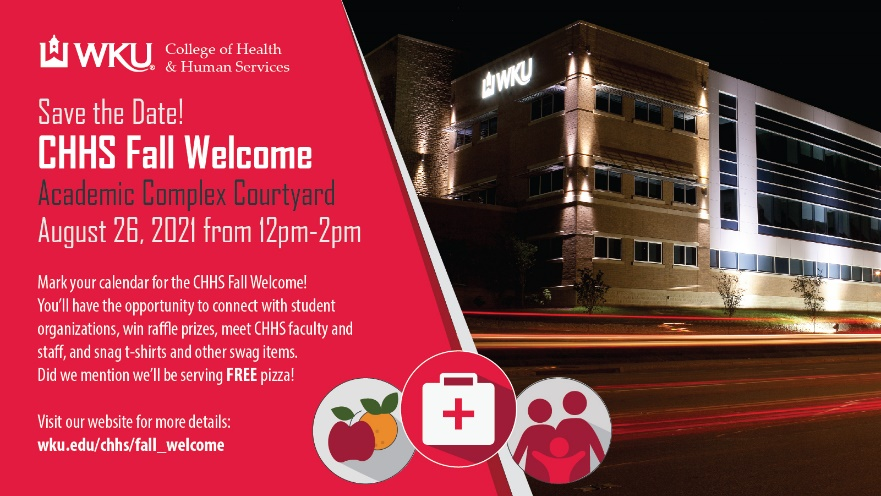 WKU® College of Health
& Human Services
Save the Date!
CHHS Fall Welcome
Academic Complex Courtyard
August 26, 2021 from 12pm-2pm
Mark your calendar for the CHHS Fall Welcome!
You'll have the opportunity to connect with student
organizations, win raffle prizes, meet CHHS faculty and
staff, and snag t-shirts and other swag items.
Did we mention we'll be serving FREE pizza!
Visit our website for more details:
wku.edu/chhs/fall_welcome
WKU